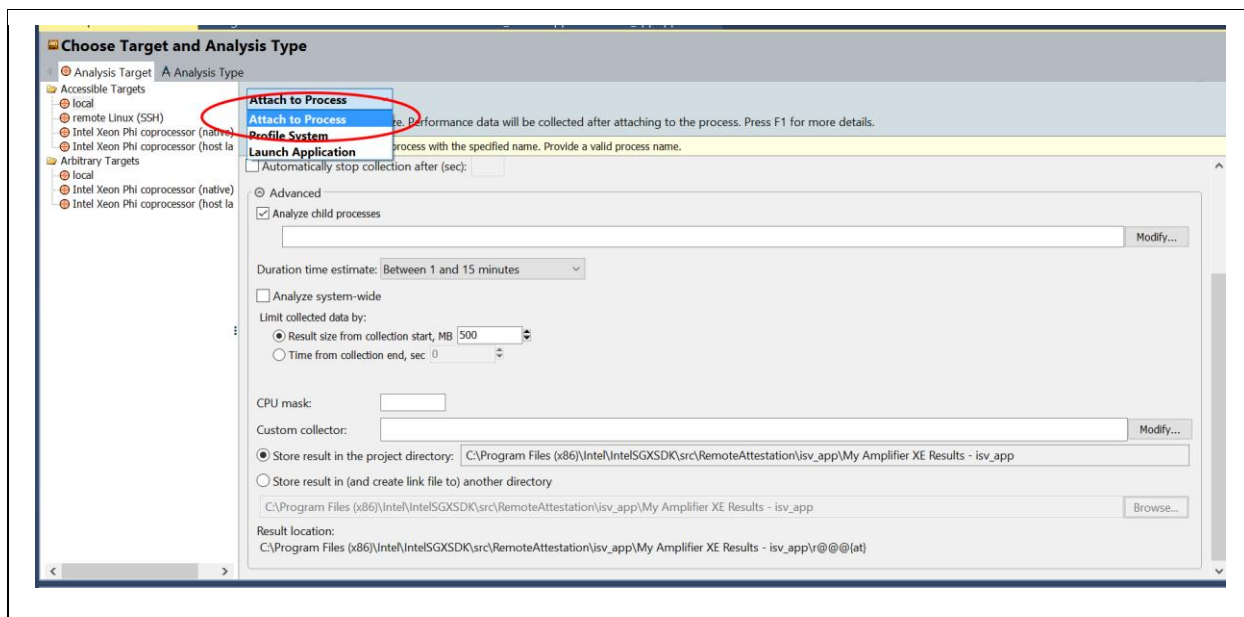 Choose Target and Analysis Type
Analysis Target A Analysis Type
Accessible Targets
local
remote Linux (SSH)
Intel Xeon Phi coprocessor (native)
Intel Xeon Phi coprocessor (host la
Arbitrary Targets
local
Intel Xeon Phi coprocessor (native)
Intel Xeon Phi coprocessor (host la
Attach to Process
Attach to Process
Performance data will be collected after attaching to the process. Press F1 for more details.
Profile System
Launch Application
process with the specified name. Provide a valid process name.
Automatically stop collection after (sec):
Advanced
Analyze child processes
Modify...
Duration time estimate: Between 1 and 15 minutes
Analyze system-wide
Limit collected data by:
Result size from collection start, MB 500
Time from collection end, sec 0
CPU mask:
Custom collector: Modify...
Store result in the project directory: C:\Program Files (x86)\Intel\IntelSGXSDK\src\RemoteAttestation\isv_app\My Amplifier XE Results - isv_app
Store result in (and create link file to) another directory
C:\Program Files (x86)\Intel\IntelSGXSDK\src\RemoteAttestation\isv_app\My Amplifier XE Results - isv_app Browse...
Result location:
C:\Program Files (x86)\Intel\IntelSGXSDK\src\RemoteAttestation\isv_app\My Amplifier XE Results - isv_app\r@@@{at}